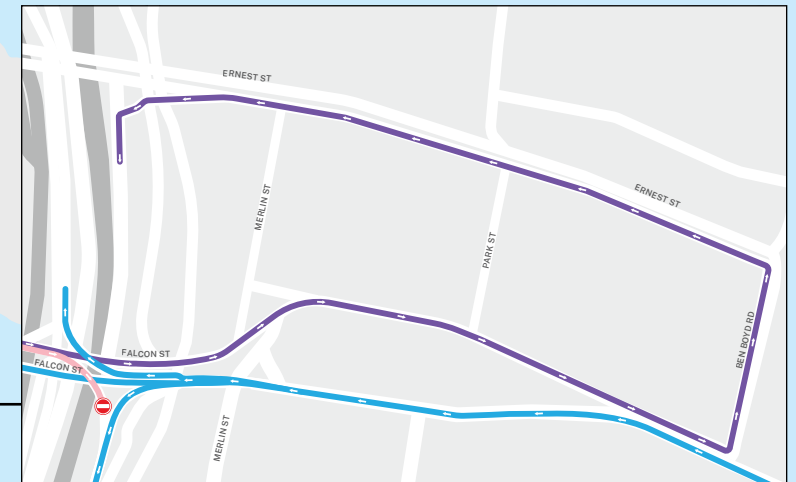 ERNEST ST
MERLIN ST
ERNEST ST
PARK ST
BEN BOYD RD
FALCON ST
FALCON ST
MERLIN ST